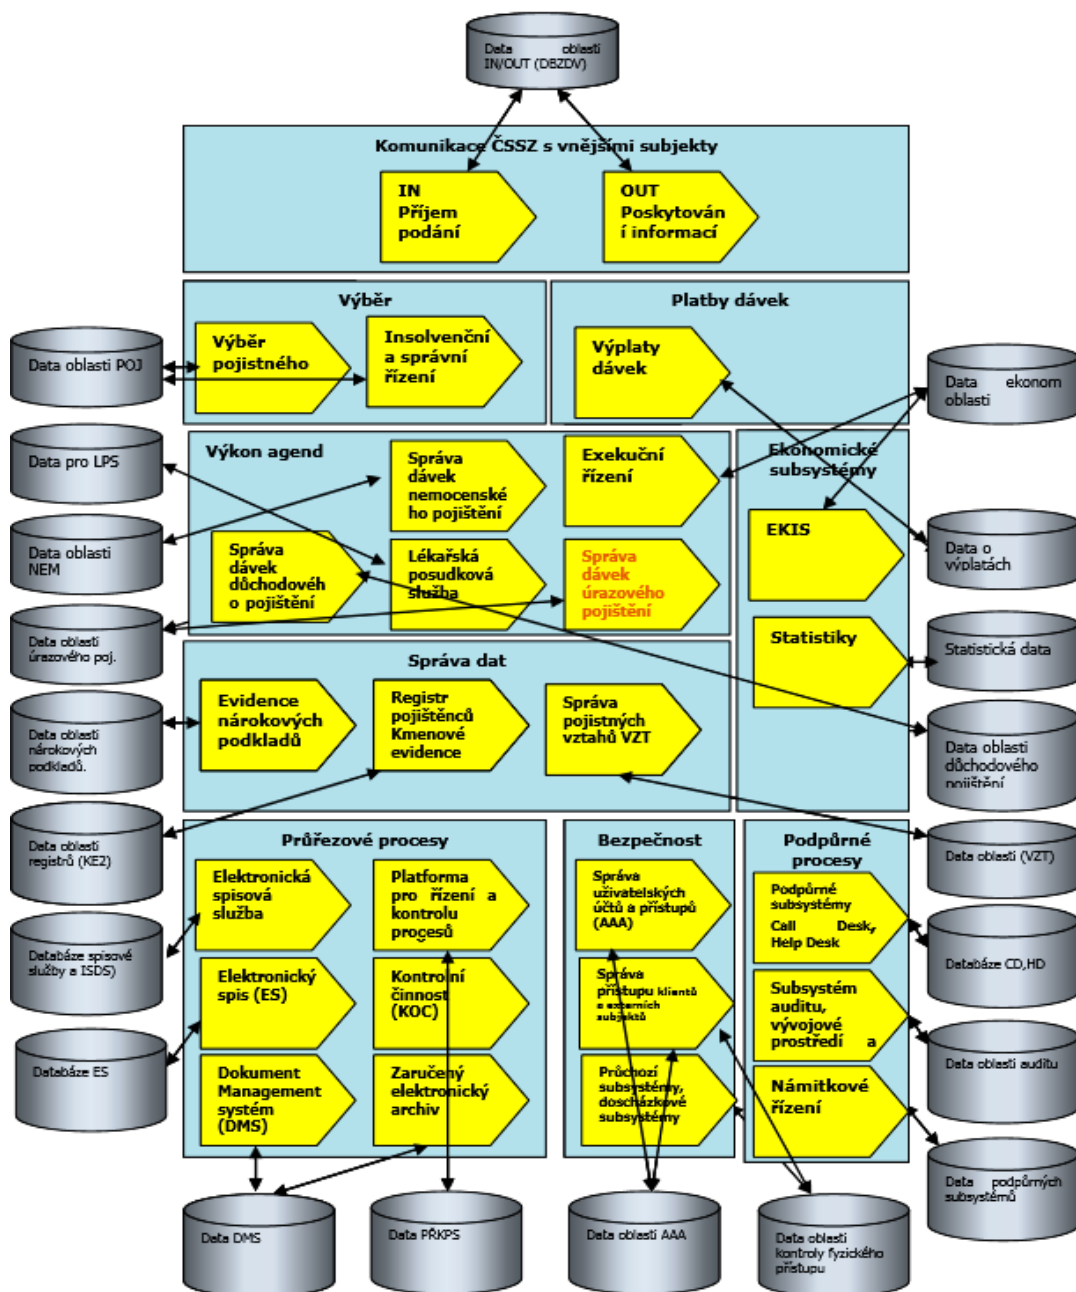 Data oblasti
IN/OUT (DBZDV)
Komunikace ČSSZ s vnějšími subjekty
IN
Příjem
podání
OUT
Poskytován
í informací
Výběr
Výběr
pojistného
Insolvenční
a správní
řízení
Platby dávek
Výplaty
dávek
Data oblasti POJ
Data pro LPS
Data oblasti
NEM
Data oblasti
úrazového poj.
Data oblasti
nárokových
podkladů.
Data oblasti
registrů (KE2)
Databáze spisové
služby a ISDS)
Databáze ES
Výkon agend
Správa
dávek
nemocenské
ho pojištění
Exekuční
řízení
Správa
dávek
důchodovéh
o pojištění
Lékařská
posudková
služba
Správa
dávek
úrazového
pojištění
Ekonomické
subsystémy
EKIS
Statistiky
Data ekonom
oblasti
Data o
výplatách
Statistická data
Data oblasti
důchodového
pojištění
Data oblasti (VZT)
Databáze CD,HD
Data oblasti auditu
Data podpůrných
subsystémů
Správa dat
Evidence
nárokových
podkladů
Registr
pojištěnců
Kmenové
evidence
Správa
pojistných
vztahů VZT
Průřezové procesy
Elektronická
spisová
služba
Platforma
pro řízení a
kontrolu
procesů
Elektronický
spis (ES)
Kontrolní
činnost
(KOC)
Dokument
Management
systém
(DMS)
Zaručený
elektronický
archiv
Bezpečnost
Správa
uživatelských
účtů a přístupů
(AAA)
Správa
přístupu klientů
a externích
subjektů
Průchozí
subsystémy,
doscházkové
subsystémy
Podpůrné
procesy
Podpůrné
subsystémy
Call Desk,
Help Desk
Subsystém
auditu,
vývojové
prostředí a
Námitkové
řízení
Data DMS
Data PŘKPS
Data oblasti AAA
Data oblasti
kontroly fyzického
přístupu